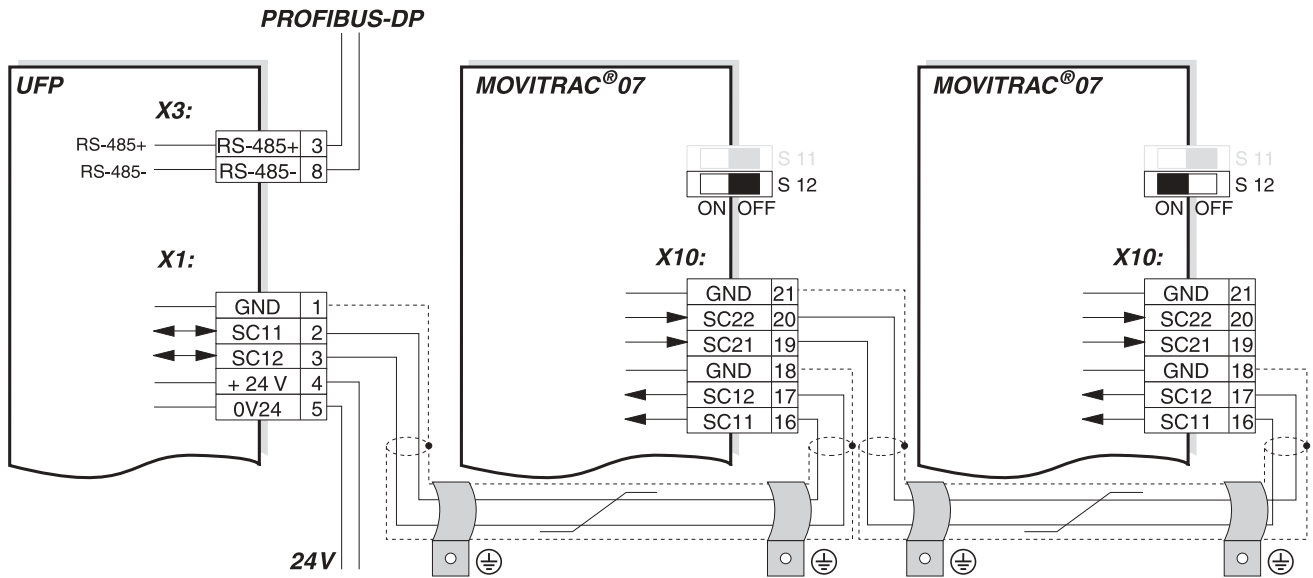 PROFIBUS-DP
UFP
X3:
RS-485+ RS-485+ 3
RS-485- RS-485- 8
X1:
GND 1
SC11 2
SC12 3
+ 24 V 4
0V24 5
24V
MOVITRAC®07
S 11
S 12
ON OFF
X10:
GND 21
SC22 20
SC21 19
GND 18
SC12 17
SC11 16
MOVITRAC®07
S 11
S 12
ON OFF
X10:
GND 21
SC22 20
SC21 19
GND 18
SC12 17
SC11 16